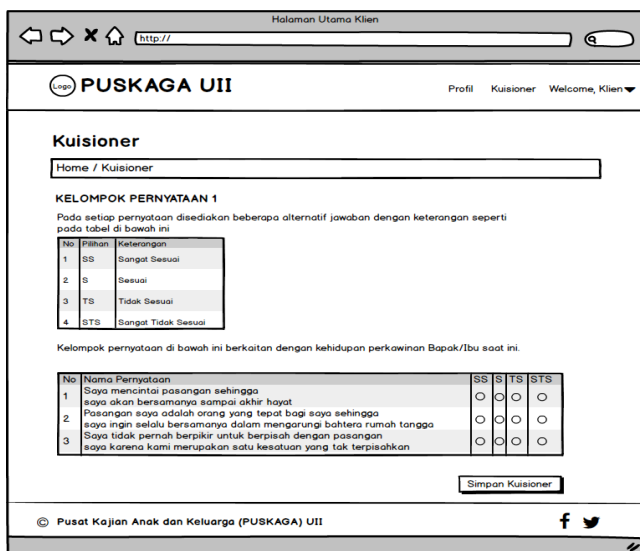 Halaman Utama Klien
http://
Logo PUSKAGA UII
Profil Kuisioner Welcome, Klien
Kuisioner
Home / Kuisioner
KELOMPOK PERNYATAAN 1
Pada setiap pernyataan disediakan beberapa alternatif jawaban dengan keterangan seperti
pada tabel di bawah ini
No Pilihan Keterangan
1 SS Sangat Sesuai
2 S Sesuai
3 TS Tidak Sesuai
4 STS Sangat Tidak Sesuai
Kelompok pernyataan di bawah ini berkaitan dengan kehidupan perkawinan Bapak/Ibu saat ini.
No Nama Pernyataan SS S TS STS
1 Saya mencintai pasangan sehingga
saya akan bersamanya sampai akhir hayat
2 Pasangan saya adalah orang yang tepat bagi saya sehingga
saya ingin selalu bersamanya dalam mengarungi bahtera rumah tangga
3 Saya tidak pernah berpikir untuk berpisah dengan pasangan
saya karena kami merupakan satu kesatuan yang tak terpisahkan
Simpan Kuisioner
© Pusat Kajian Anak dan Keluarga (PUSKAGA) UII